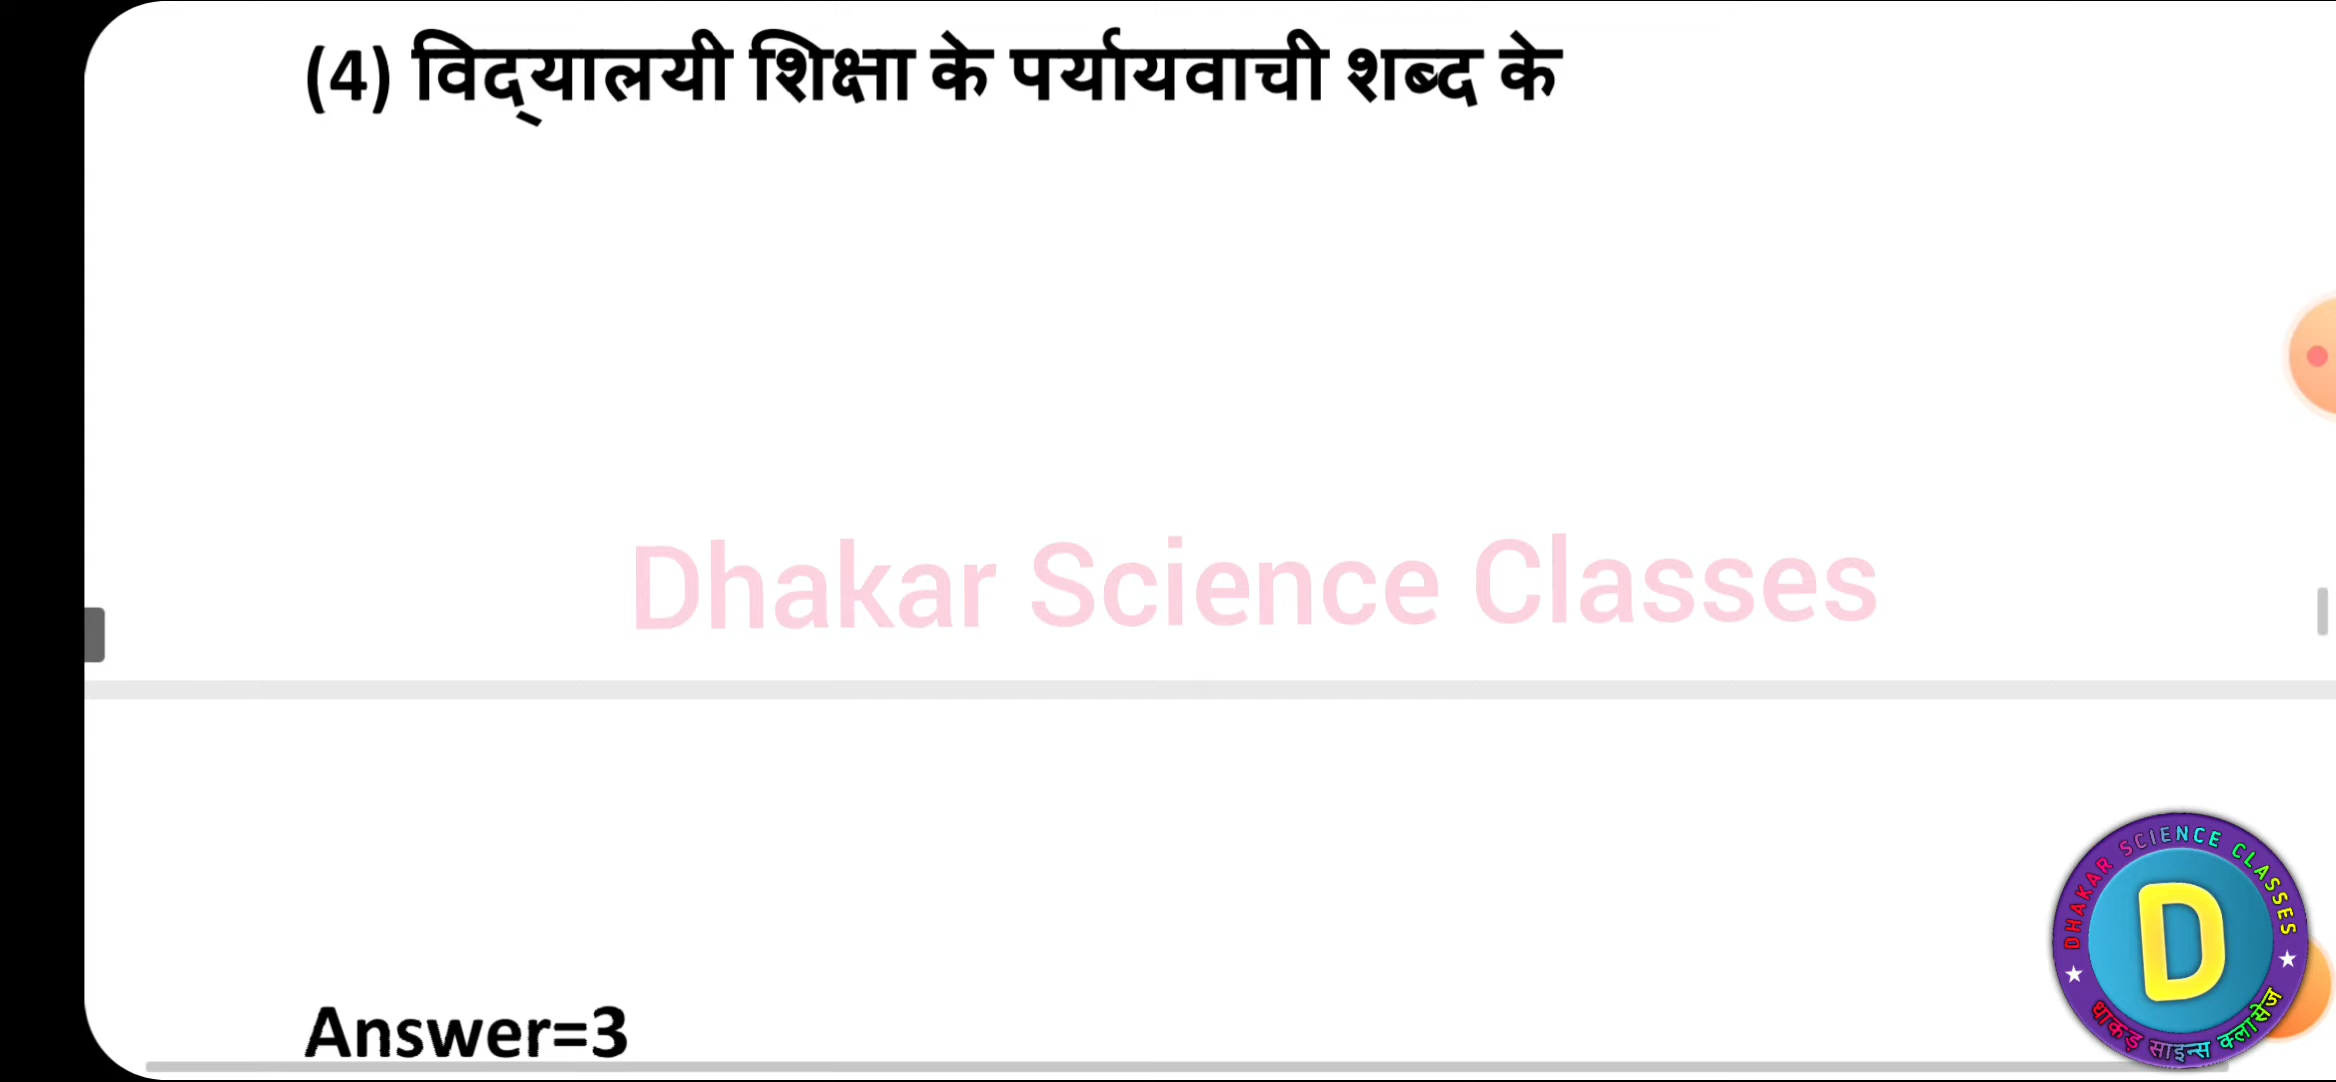 (4) विद्यालयी शिक्षा के पर्यायवाची शब्द के
Dhakar Science Classes
DHAKAR SCIENCE CLASSES
D
धाकड़ साइन्स क्लासेज
Answer=3